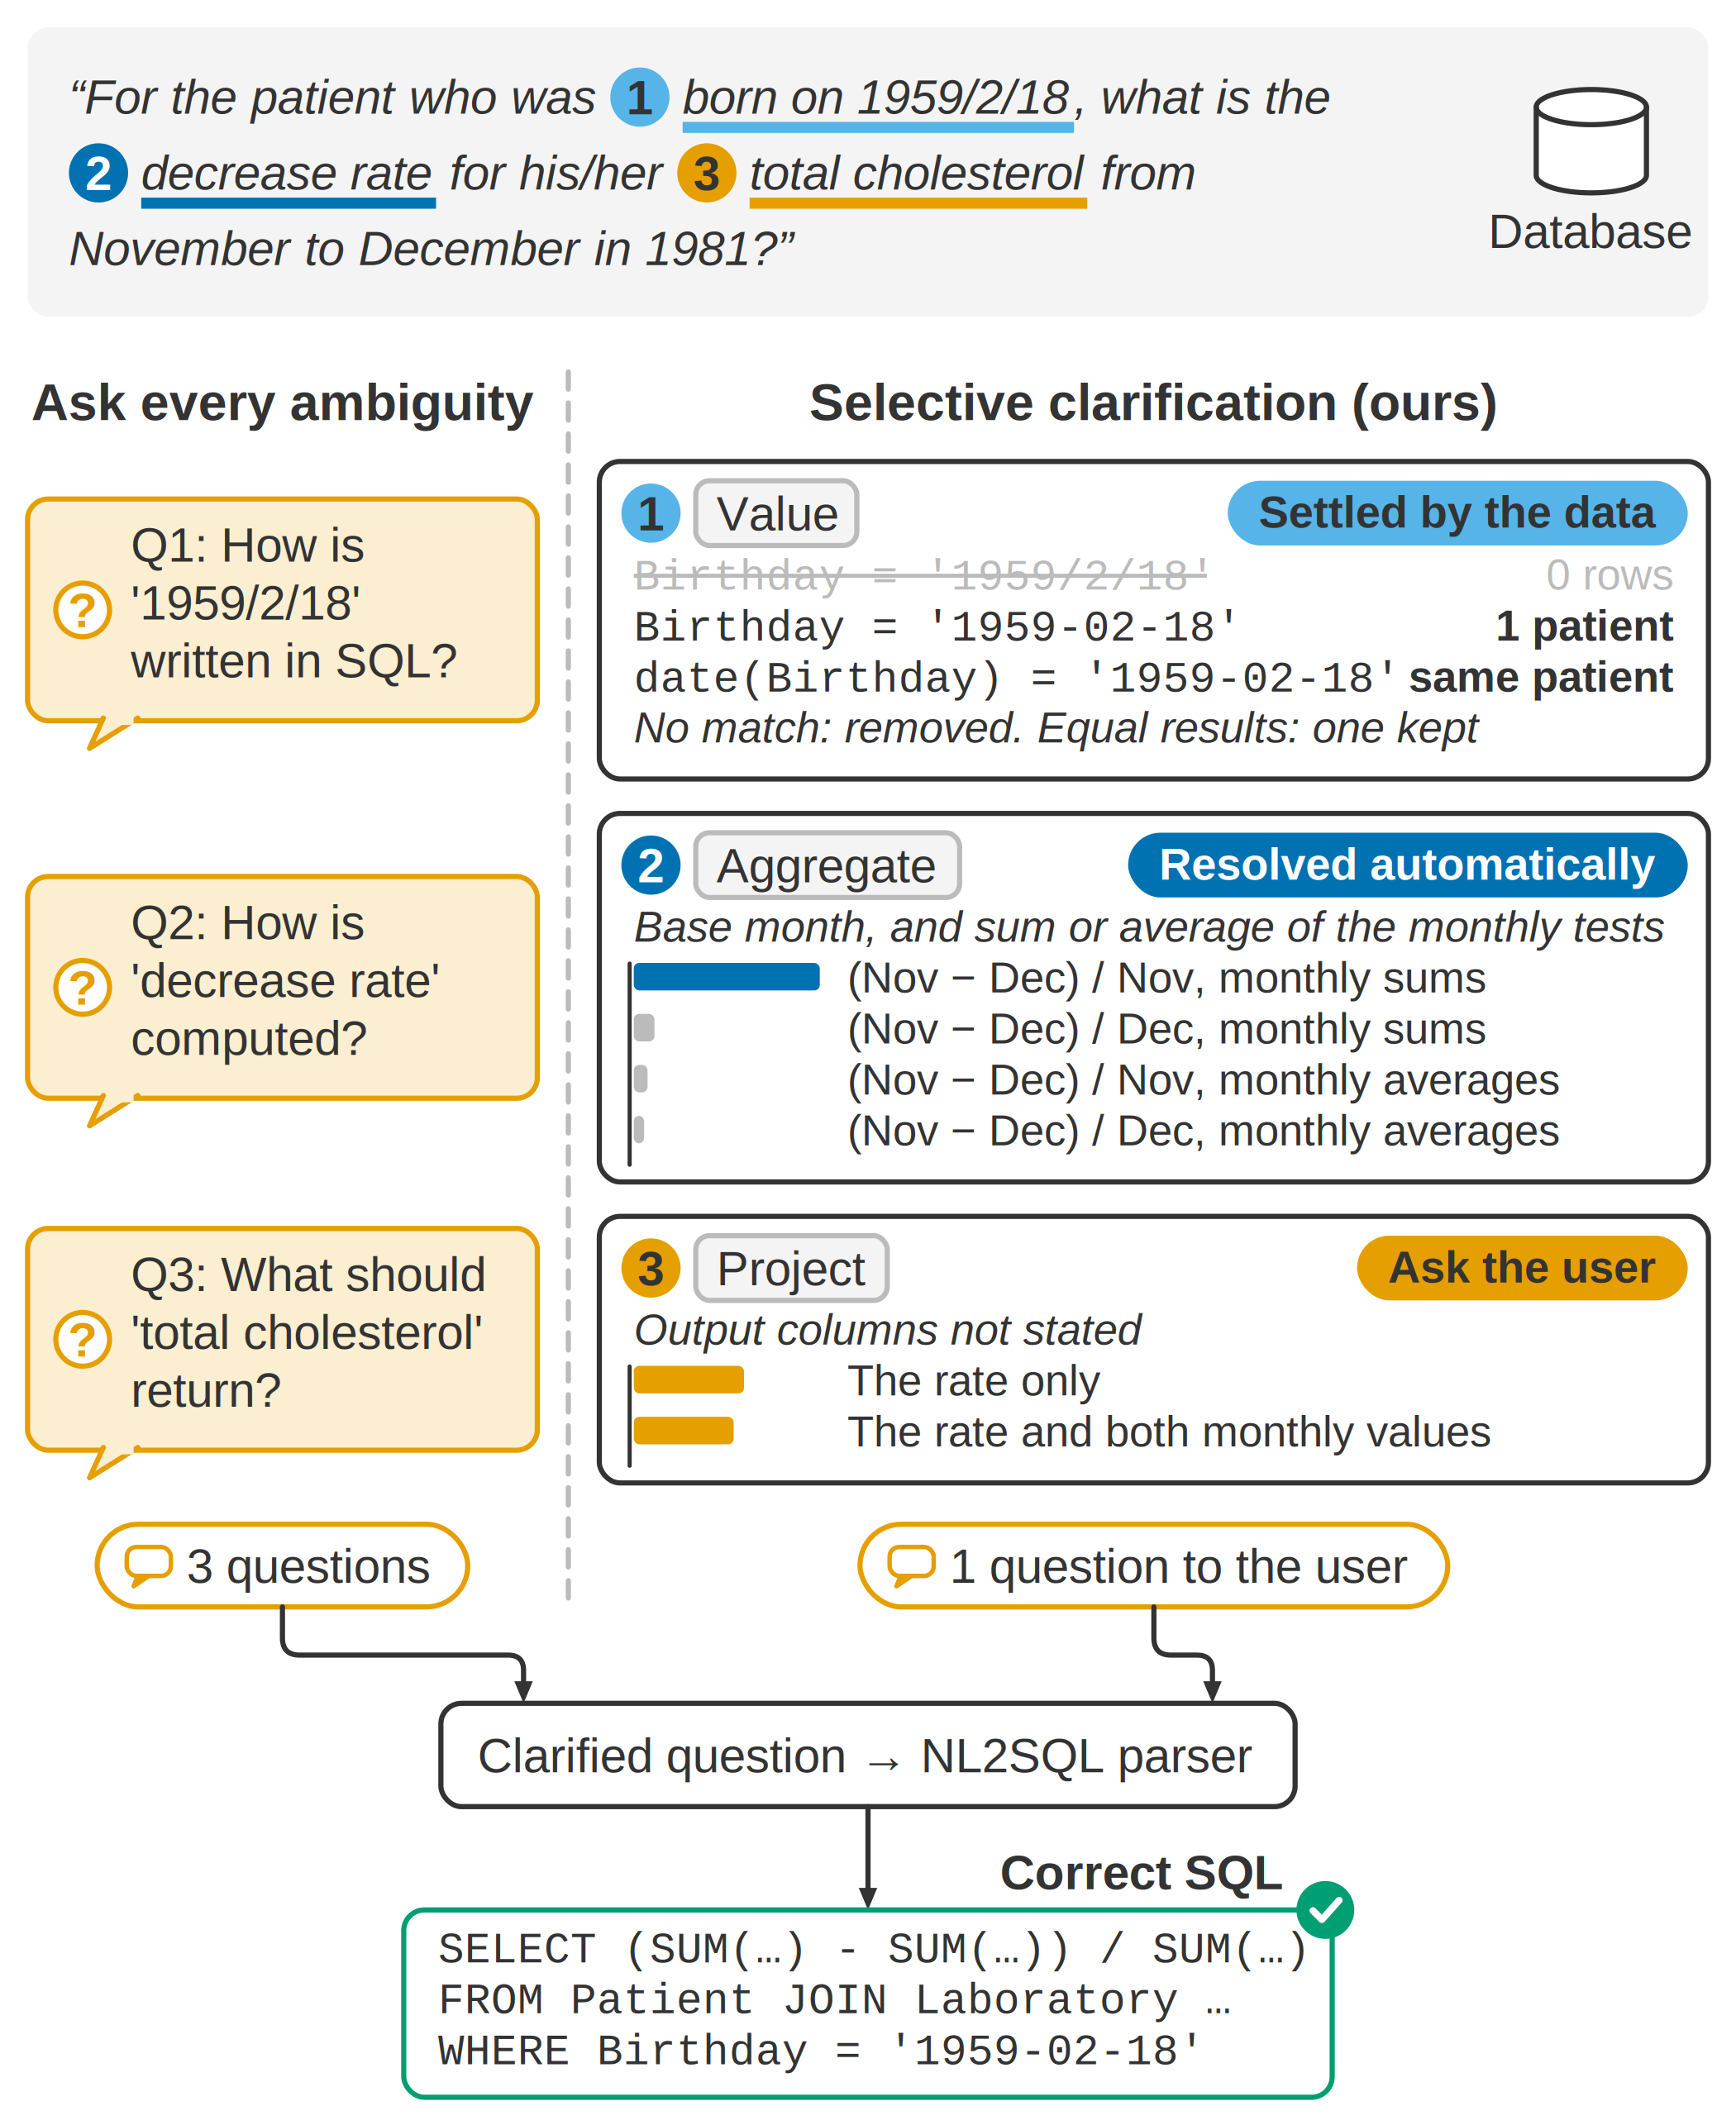 “For the patient who was 1 born on 1959/2/18, what is the
2 decrease rate for his/her 3 total cholesterol from
November to December in 1981?”
Database
Ask every ambiguity
Q1: How is
'1959/2/18'
written in SQL?
?
Q2: How is
'decrease rate'
computed?
?
Q3: What should
'total cholesterol'
return?
?
3 questions
Selective clarification (ours)
1 Value Settled by the data
Birthday = '1959/2/18' 0 rows
Birthday = '1959-02-18' 1 patient
date(Birthday) = '1959-02-18' same patient
No match: removed. Equal results: one kept
2 Aggregate Resolved automatically
Base month, and sum or average of the monthly tests
(Nov − Dec) / Nov, monthly sums
(Nov − Dec) / Dec, monthly sums
(Nov − Dec) / Nov, monthly averages
(Nov − Dec) / Dec, monthly averages
3 Project Ask the user
Output columns not stated
The rate only
The rate and both monthly values
1 question to the user
Clarified question → NL2SQL parser
Correct SQL
SELECT (SUM(…) - SUM(…)) / SUM(…)
FROM Patient JOIN Laboratory …
WHERE Birthday = '1959-02-18'